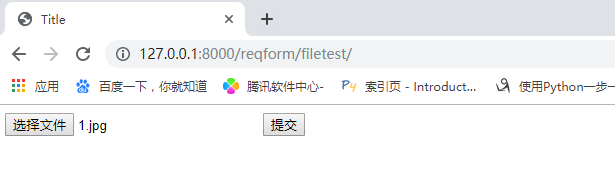 Title
127.0.0.1:8000/reqform/filetest/
应用 百度一下，你就知道 腾讯软件中心- Py 索引页 - Introduct... 使用Python一步一
选择文件 1.jpg 提交